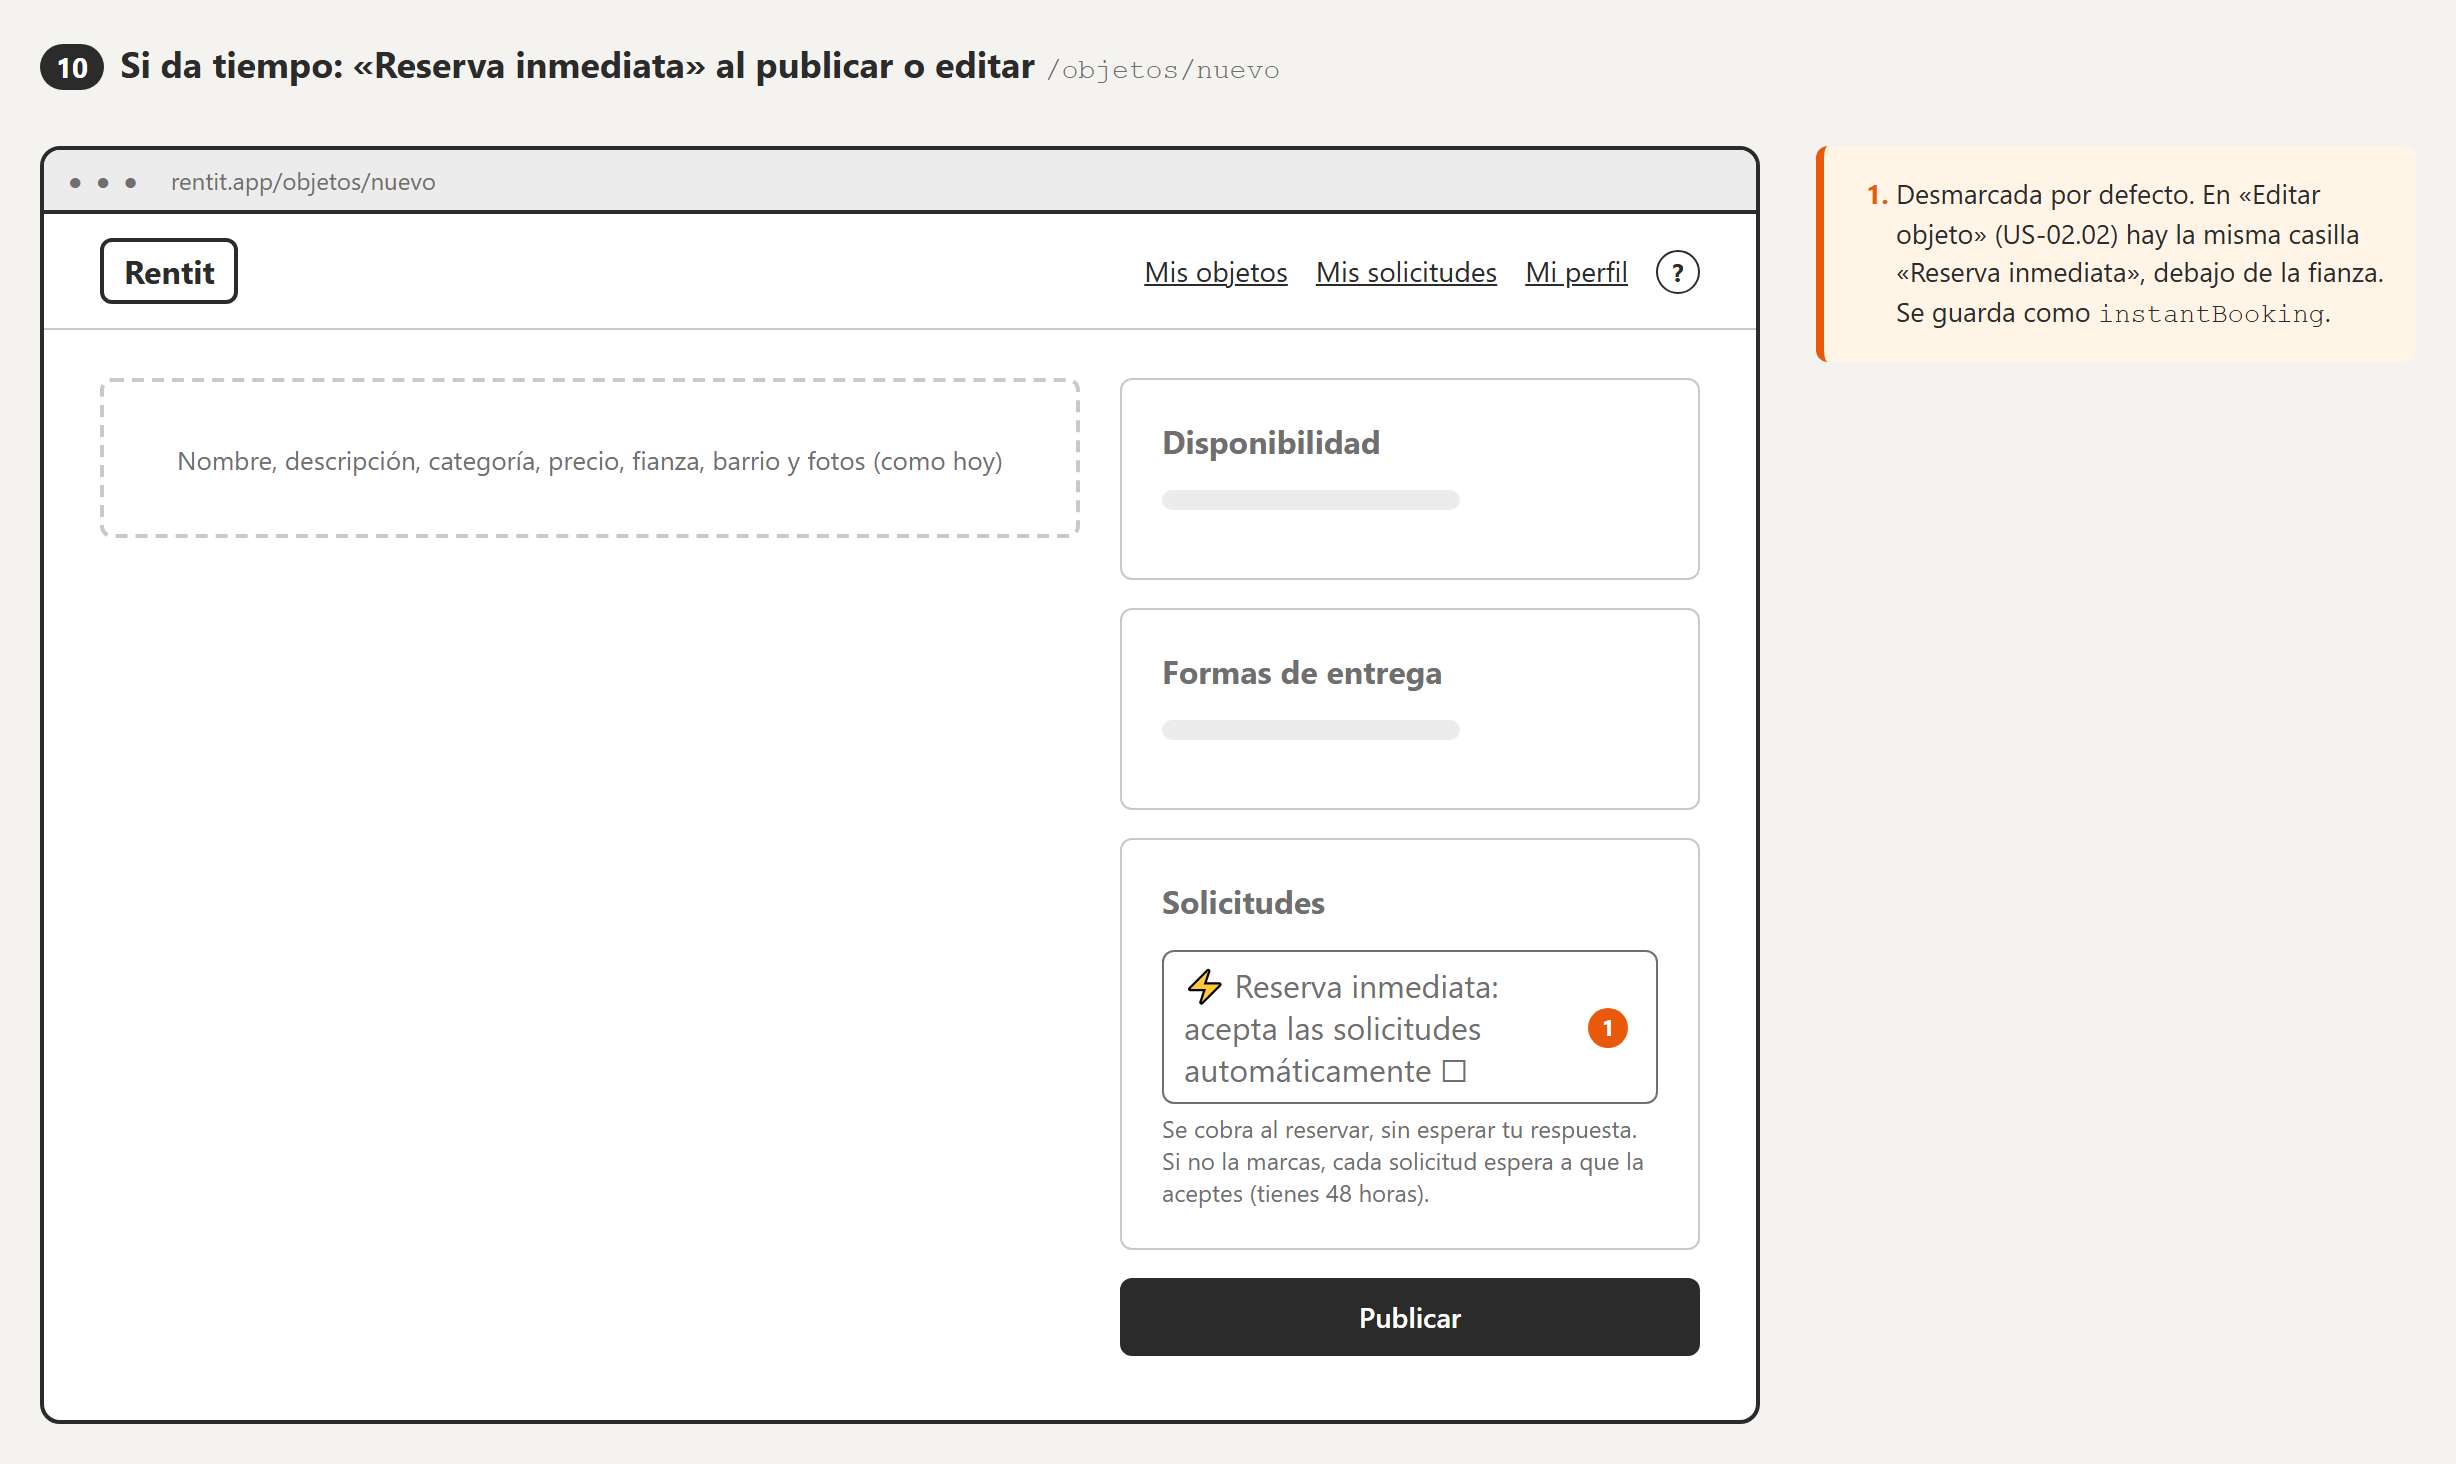 10 Si da tiempo: «Reserva inmediata» al publicar o editar /objetos/nuevo
rentit.app/objetos/nuevo
Rentit
Mis objetos Mis solicitudes Mi perfil ?
Nombre, descripción, categoría, precio, fianza, barrio y fotos (como hoy)
Disponibilidad
Formas de entrega
Solicitudes
⚡ Reserva inmediata:
acepta las solicitudes
automáticamente ☐
1
Se cobra al reservar, sin esperar tu respuesta.
Si no la marcas, cada solicitud espera a que la
aceptes (tienes 48 horas).
Publicar
1. Desmarcada por defecto. En «Editar
objeto» (US-02.02) hay la misma casilla
«Reserva inmediata», debajo de la fianza.
Se guarda como instantBooking.